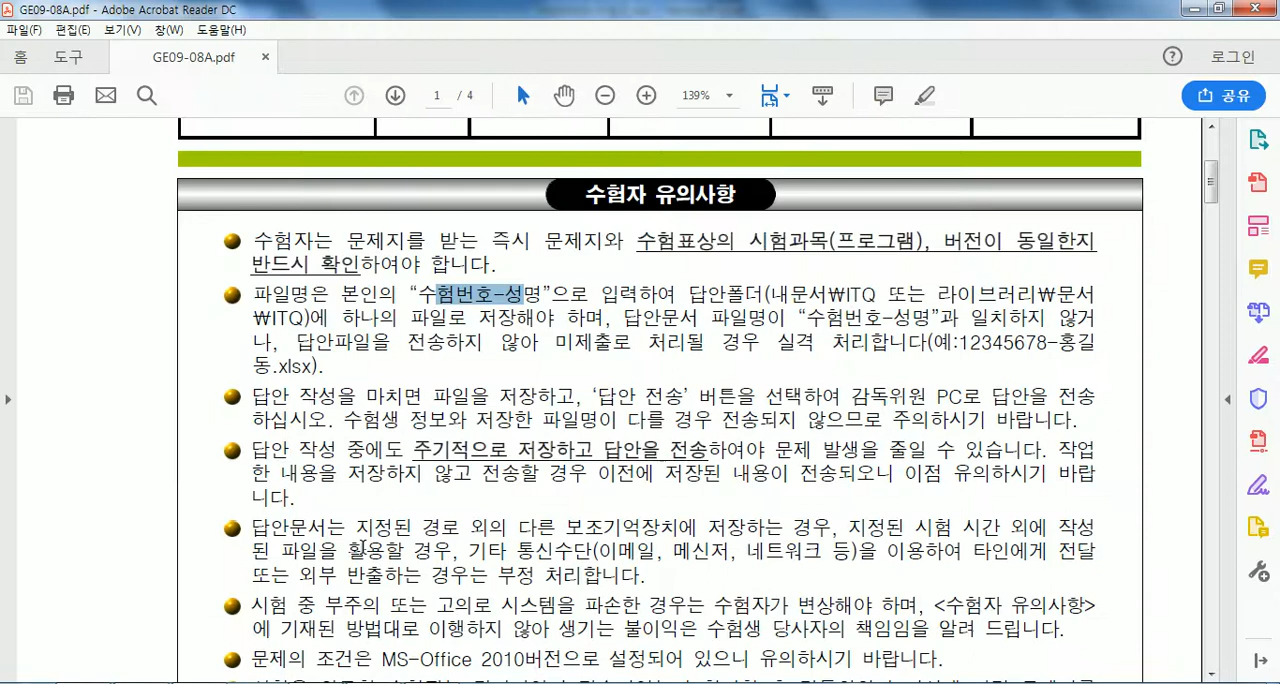 GE09-08A.pdf - Adobe Acrobat Reader DC
파일(F) 편집(E) 보기(V) 창(W) 도움말(H)
홈 도구 GE09-08A.pdf × 로그인
1 / 4 139% 공유
수험자 유의사항
수험자는 문제지를 받는 즉시 문제지와 수험표상의 시험과목(프로그램), 버전이 동일한지
반드시 확인하여야 합니다.
파일명은 본인의 “수험번호-성명”으로 입력하여 답안폴더(내문서₩ITQ 또는 라이브러리₩문서
₩ITQ)에 하나의 파일로 저장해야 하며, 답안문서 파일명이 “수험번호-성명”과 일치하지 않거
나, 답안파일을 전송하지 않아 미제출로 처리될 경우 실격 처리합니다(예:12345678-홍길
동.xlsx).
답안 작성을 마치면 파일을 저장하고, ‘답안 전송’ 버튼을 선택하여 감독위원 PC로 답안을 전송
하십시오. 수험생 정보와 저장한 파일명이 다를 경우 전송되지 않으므로 주의하시기 바랍니다.
답안 작성 중에도 주기적으로 저장하고 답안을 전송하여야 문제 발생을 줄일 수 있습니다. 작업
한 내용을 저장하지 않고 전송할 경우 이전에 저장된 내용이 전송되오니 이점 유의하시기 바랍
니다.
답안문서는 지정된 경로 외의 다른 보조기억장치에 저장하는 경우, 지정된 시험 시간 외에 작성
된 파일을 활용할 경우, 기타 통신수단(이메일, 메신저, 네트워크 등)을 이용하여 타인에게 전달
또는 외부 반출하는 경우는 부정 처리합니다.
시험 중 부주의 또는 고의로 시스템을 파손한 경우는 수험자가 변상해야 하며, <수험자 유의사항>
에 기재된 방법대로 이행하지 않아 생기는 불이익은 수험생 당사자의 책임임을 알려 드립니다.
문제의 조건은 MS-Office 2010버전으로 설정되어 있으니 유의하시기 바랍니다.